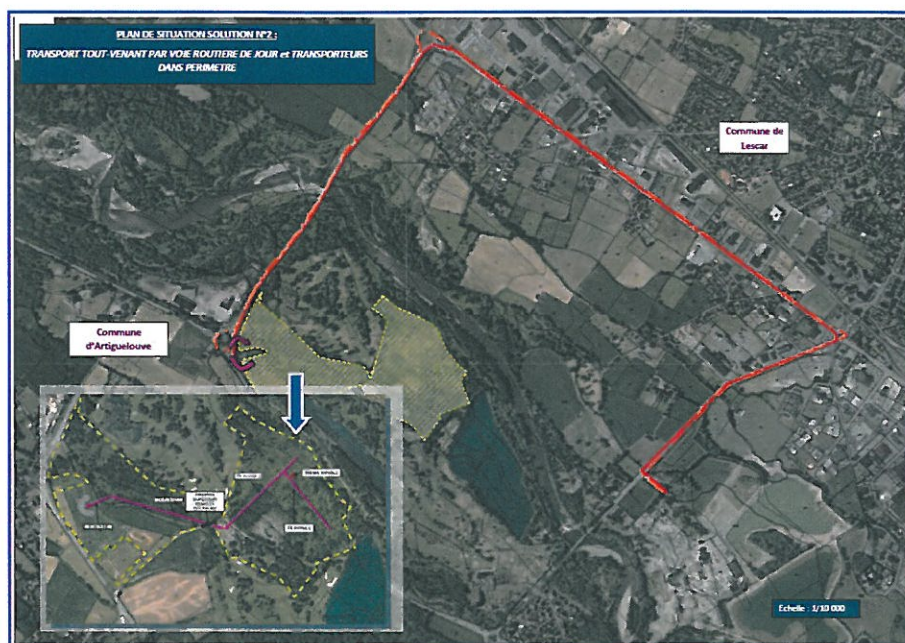 PLAN DE SITUATION SOLUTION N°2 :
TRANSPORT TOUT-VENANT PAR VOIE ROUTIERE DE JOUR et TRANSPORTEURS
DANS PERIMETRE
Commune de
Lescar
Commune
d'Artiguelouve
Echelle : 1/10 000